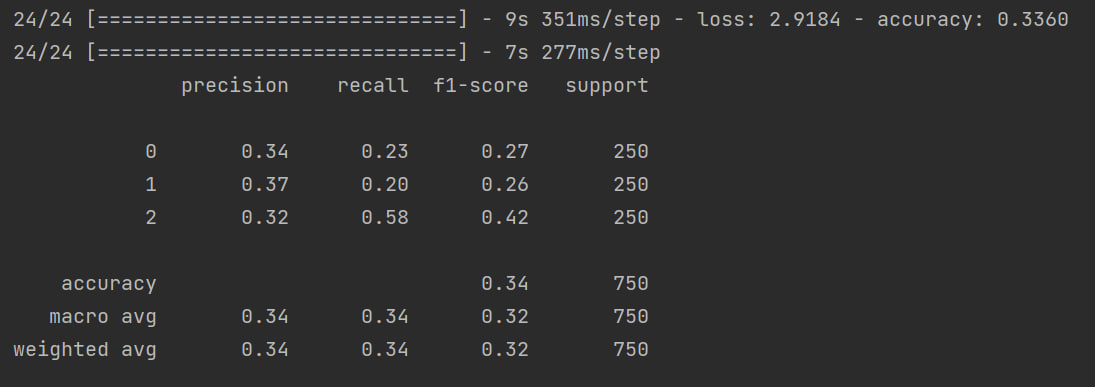 24/24 [==============================] - 9s 351ms/step - loss: 2.9184 - accuracy: 0.3360
24/24 [==============================] - 7s 277ms/step
              precision    recall  f1-score   support

           0       0.34      0.23      0.27       250
           1       0.37      0.20      0.26       250
           2       0.32      0.58      0.42       250

    accuracy                           0.34       750
   macro avg       0.34      0.34      0.32       750
weighted avg       0.34      0.34      0.32       750